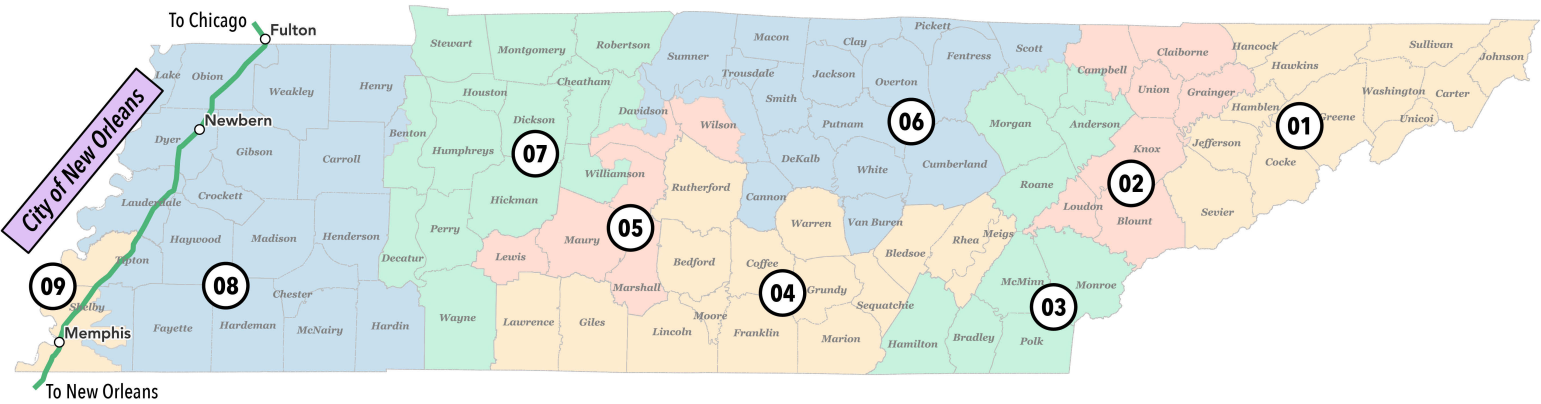 To Chicago
Fulton
City of New Orleans
Newbern
Memphis
To New Orleans
Lake
Obion
Weakley
Henry
Dyer
Gibson
Carroll
Lauderdale
Crockett
Haywood
Madison
Henderson
Tipton
Chester
Shelby
Fayette
Hardeman
McNairy
Hardin
09
08
Stewart
Montgomery
Robertson
Houston
Cheatham
Dickson
Davidson
Benton
Humphreys
Williamson
Hickman
Perry
Decatur
Wayne
07
Wilson
Maury
Lewis
Marshall
05
Rutherford
Warren
Bedford
Coffee
Grundy
Bledsoe
Rhea
Meigs
Sequatchie
Lawrence
Giles
Lincoln
Moore
Franklin
Marion
04
Sumner
Macon
Clay
Pickett
Fentress
Scott
Trousdale
Jackson
Overton
Smith
Putnam
DeKalb
White
Cumberland
Cannon
Van Buren
06
Morgan
Anderson
Roane
McMinn
Monroe
Hamilton
Bradley
Polk
03
Campbell
Claiborne
Union
Grainger
Knox
Loudon
Blount
02
Hancock
Hawkins
Sullivan
Johnson
Hamblen
Greene
Washington
Carter
Unicoi
Jefferson
Cocke
Sevier
01